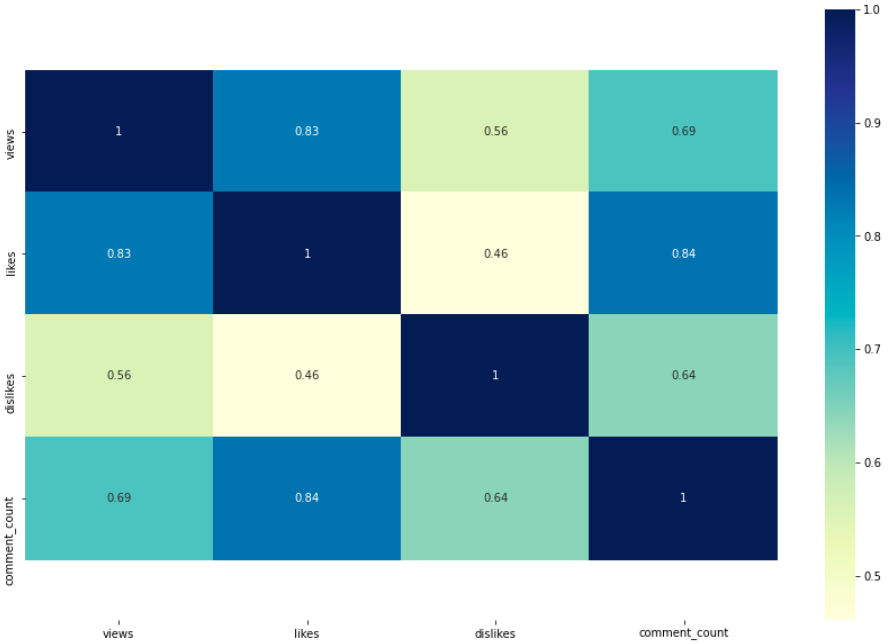 views 1 0.83 0.56 0.69
likes 0.83 1 0.46 0.84
dislikes 0.56 0.46 1 0.64
comment_count 0.69 0.84 0.64 1
views likes dislikes comment_count
1.0
0.9
0.8
0.7
0.6
0.5